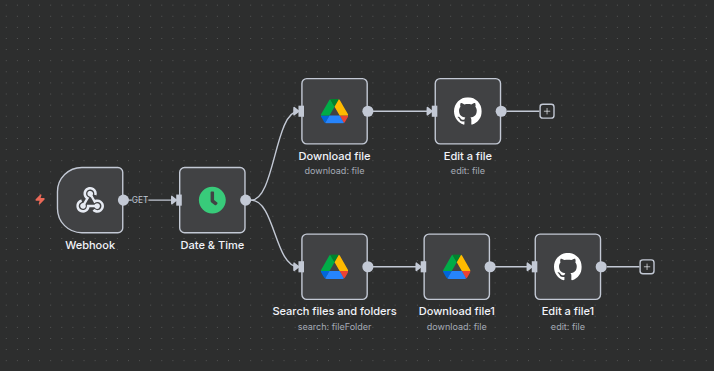 Download file
download: file
Edit a file
edit: file
GET
Webhook
Date & Time
Search files and folders
search: fileFolder
Download file1
download: file
Edit a file1
edit: file